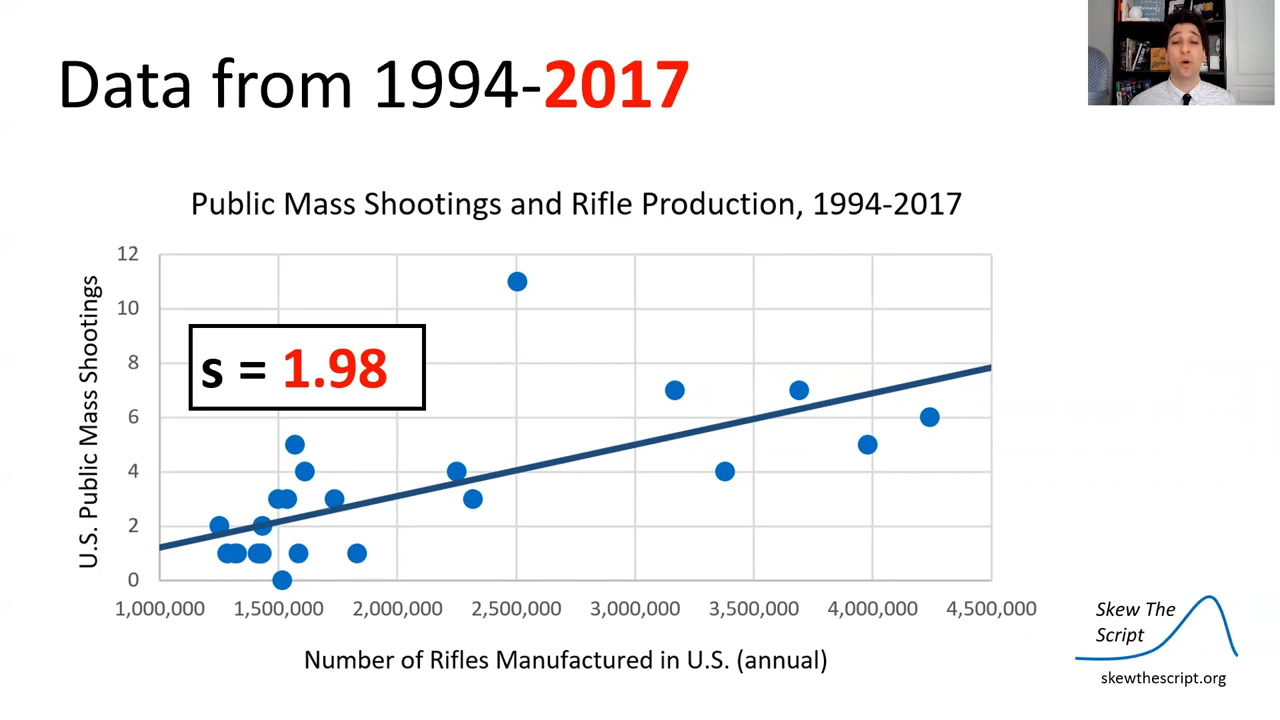 Data from 1994-2017
Public Mass Shootings and Rifle Production, 1994-2017
U.S. Public Mass Shootings
12
10
8
6
4
2
0
s = 1.98
1,000,000 1,500,000 2,000,000 2,500,000 3,000,000 3,500,000 4,000,000 4,500,000
Number of Rifles Manufactured in U.S. (annual)
Skew The
Script
skewthescript.org